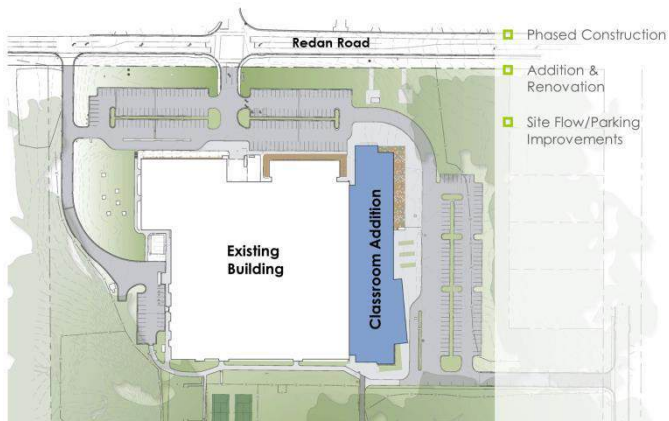 Redan Road
Phased Construction
Addition &
Renovation
Site Flow/Parking
Improvements
Existing
Building
Classroom Addition